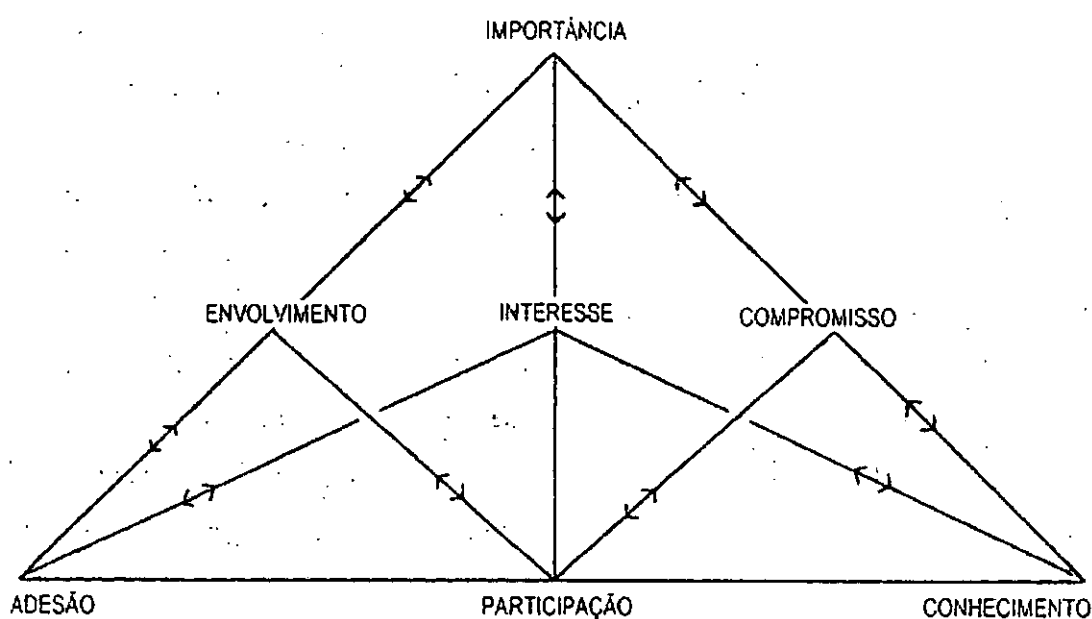 IMPORTÂNCIA
ENVOLVIMENTO INTERESSE COMPROMISSO
ADESÃO PARTICIPAÇÃO CONHECIMENTO